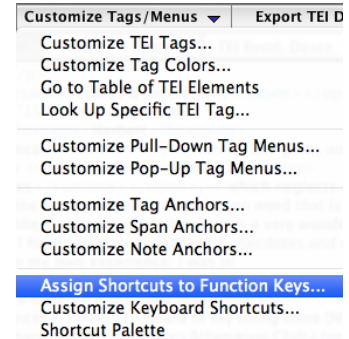 Customize Tags/Menus Export TEI D
Customize TEI Tags...
Customize Tag Colors...
Go to Table of TEI Elements
Look Up Specific TEI Tag...
Customize Pull-Down Tag Menus...
Customize Pop-Up Tag Menus...
Customize Tag Anchors...
Customize Span Anchors...
Customize Note Anchors...
Assign Shortcuts to Function Keys...
Customize Keyboard Shortcuts...
Shortcut Palette